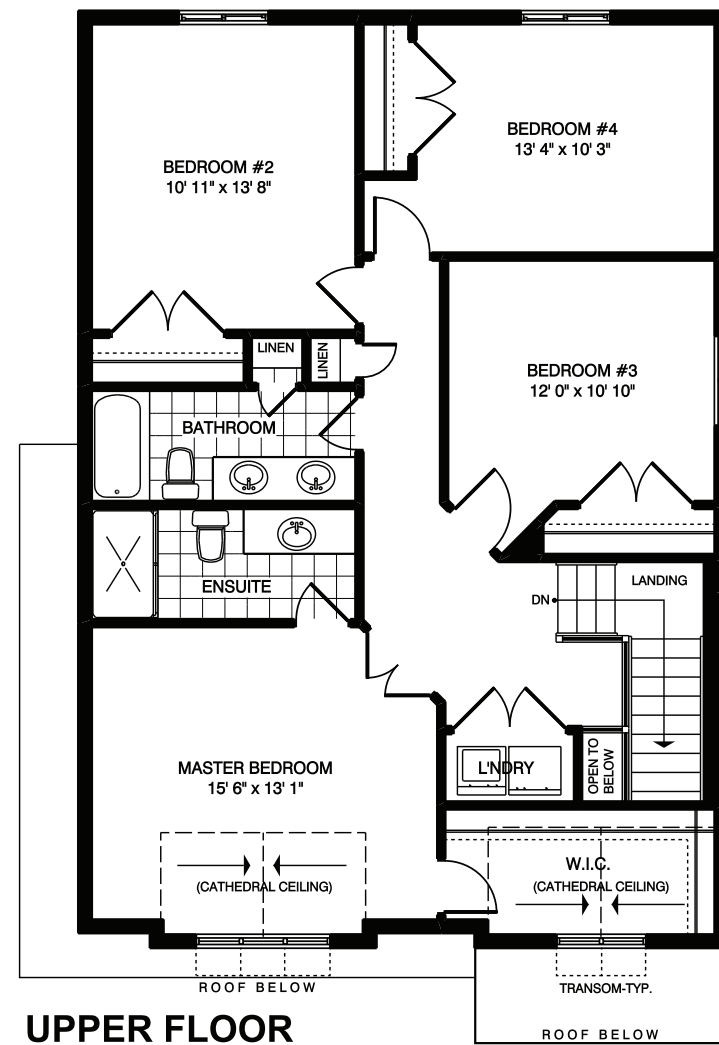 BEDROOM #4
13' 4" x 10' 3"
BEDROOM #2
10' 11" x 13' 8"
LINEN
LINEN
BEDROOM #3
12' 0" x 10' 10"
BATHROOM
ENSUITE
LANDING
DN
MASTER BEDROOM
15' 6" x 13' 1"
L'NDRY
OPEN TO
BELOW
W.I.C.
(CATHEDRAL CEILING)
(CATHEDRAL CEILING)
ROOF BELOW
TRANSOM-TYP.
UPPER FLOOR
ROOF BELOW